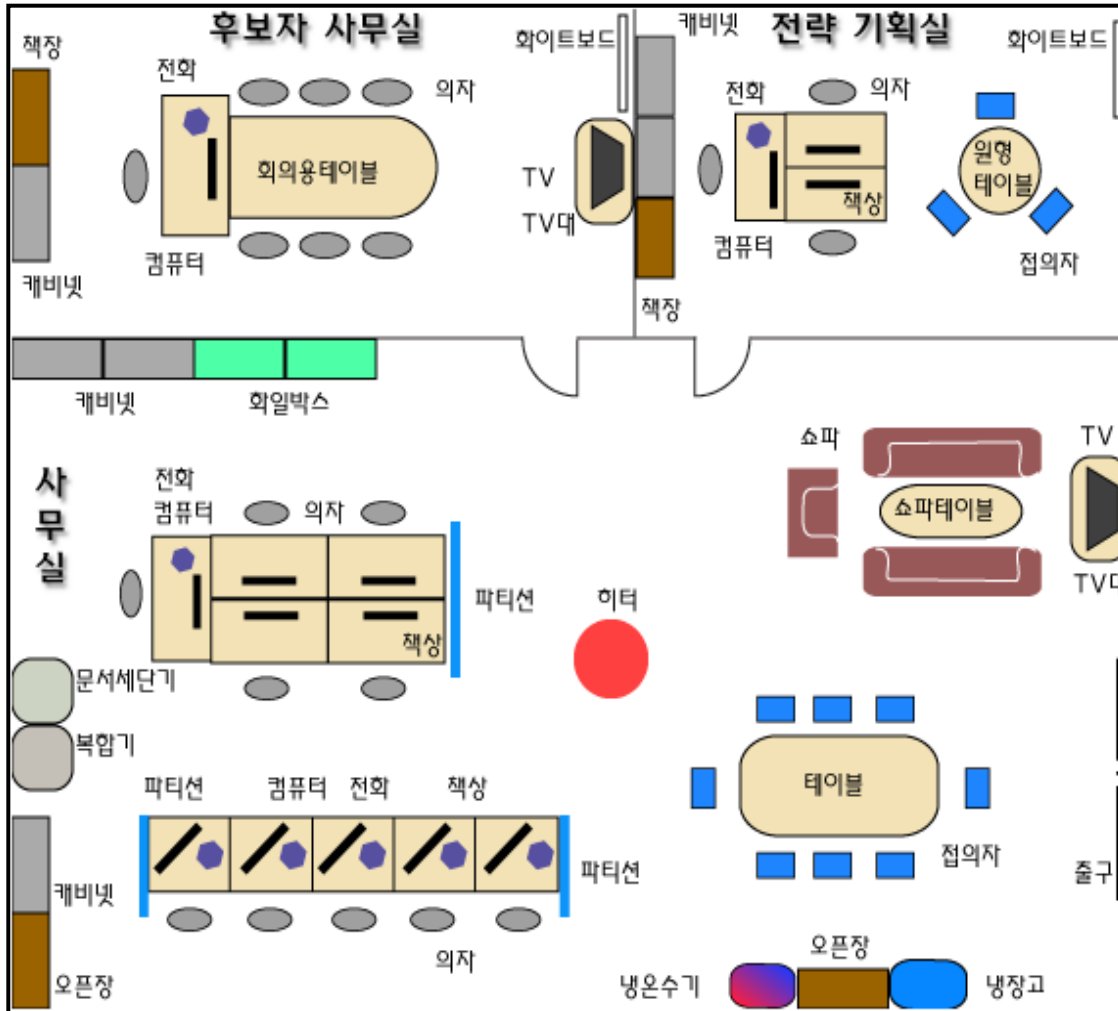 후보자 사무실
전략 기획실
책장
전화
의자
화이트보드
캐비넷
전화
의자
화이트보드
회의용테이블
TV
TV대
책상
원형
테이블
컴퓨터
캐비넷
컴퓨터
접의자
책장
캐비넷
화일박스
사
무
실
전화
컴퓨터
의자
책상
파티션
히터
쇼파
쇼파테이블
TV
TV대
문서세단기
복합기
파티션
컴퓨터
전화
책상
파티션
의자
캐비넷
오픈장
테이블
접의자
줄구
오픈장
냉온수기
냉장고